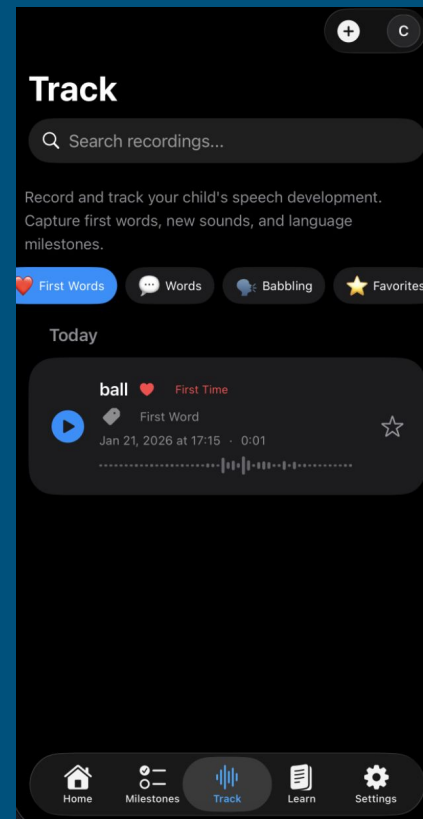 C
Track
Search recordings...
Record and track your child's speech development.
Capture first words, new sounds, and language
milestones.
First Words
Words
Babbling
Favorites
Today
ball First Time
First Word
Jan 21, 2026 at 17:15 · 0:01
Home
Milestones
Track
Learn
Settings